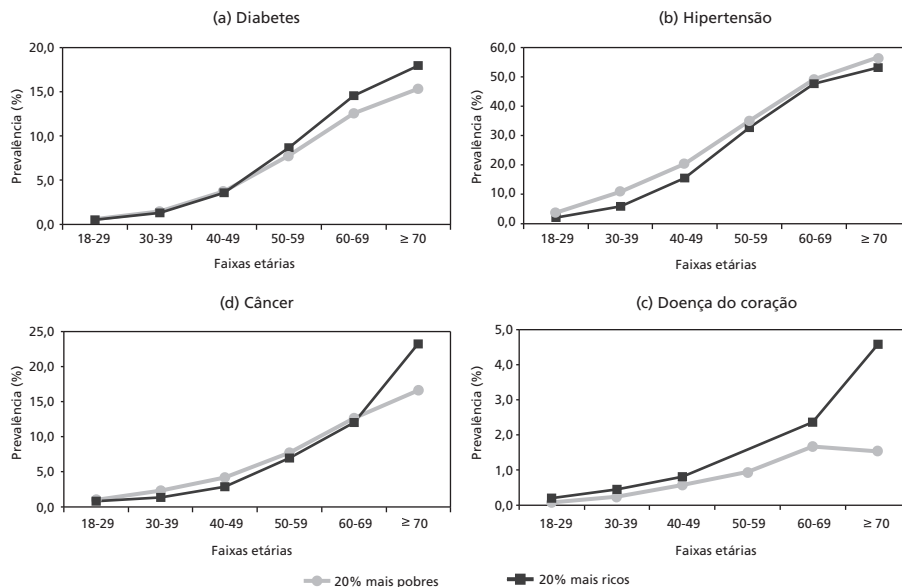 (a) Diabetes
20,0
15,0
10,0
5,0
0,0
Prevalência (%)
18-29 30-39 40-49 50-59 60-69 ≥ 70
Faixas etárias
(b) Hipertensão
60,0
50,0
40,0
30,0
20,0
10,0
0,0
Prevalência (%)
18-29 30-39 40-49 50-59 60-69 ≥ 70
Faixas etárias
(d) Câncer
25,0
20,0
15,0
10,0
5,0
0,0
Prevalência (%)
18-29 30-39 40-49 50-59 60-69 ≥ 70
Faixas etárias
(c) Doença do coração
5,0
4,0
3,0
2,0
1,0
0,0
Prevalência (%)
18-29 30-39 40-49 50-59 60-69 ≥ 70
Faixas etárias
20% mais pobres 20% mais ricos